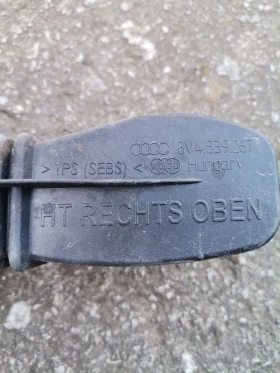 8V4.839.267
> TPS (SEBS) < Hungary
HT RECHTS OBEN